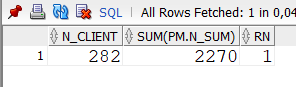 SQL | All Rows Fetched: 1 in 0,04
N_CLIENT SUM(PM.N_SUM) RN
1 282 2270 1